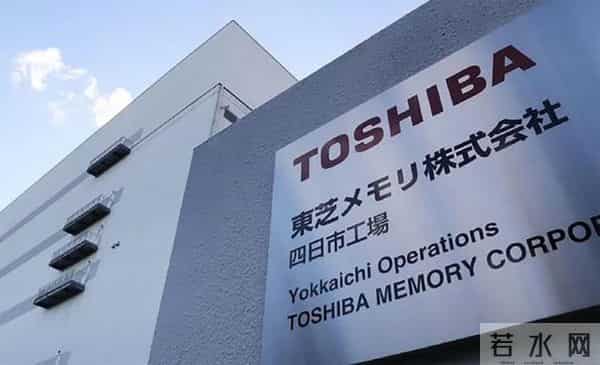 TOSHIBA
東芝メモリ株式会社
四日市工場
Yokkaichi Operations
TOSHIBA MEMORY CORPOR
若水网